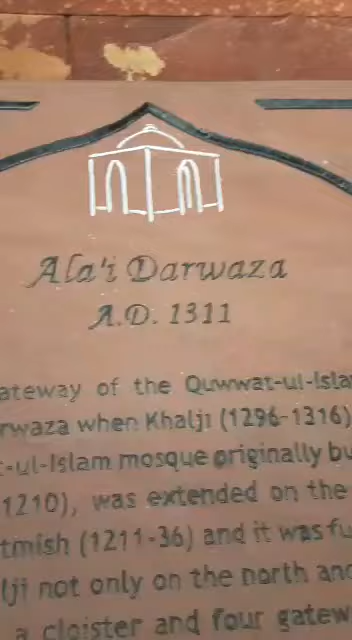 Ala'i Darwaza
A.D. 1311
ateway of the Quwwat-ul-Isla
rwaza when Khalji (1296-1316)
-ul-Islam mosque originally bu
1210), was extended on the
tmish (1211-36) and it was fu
lji not only on the north and
a cloister and four gatew